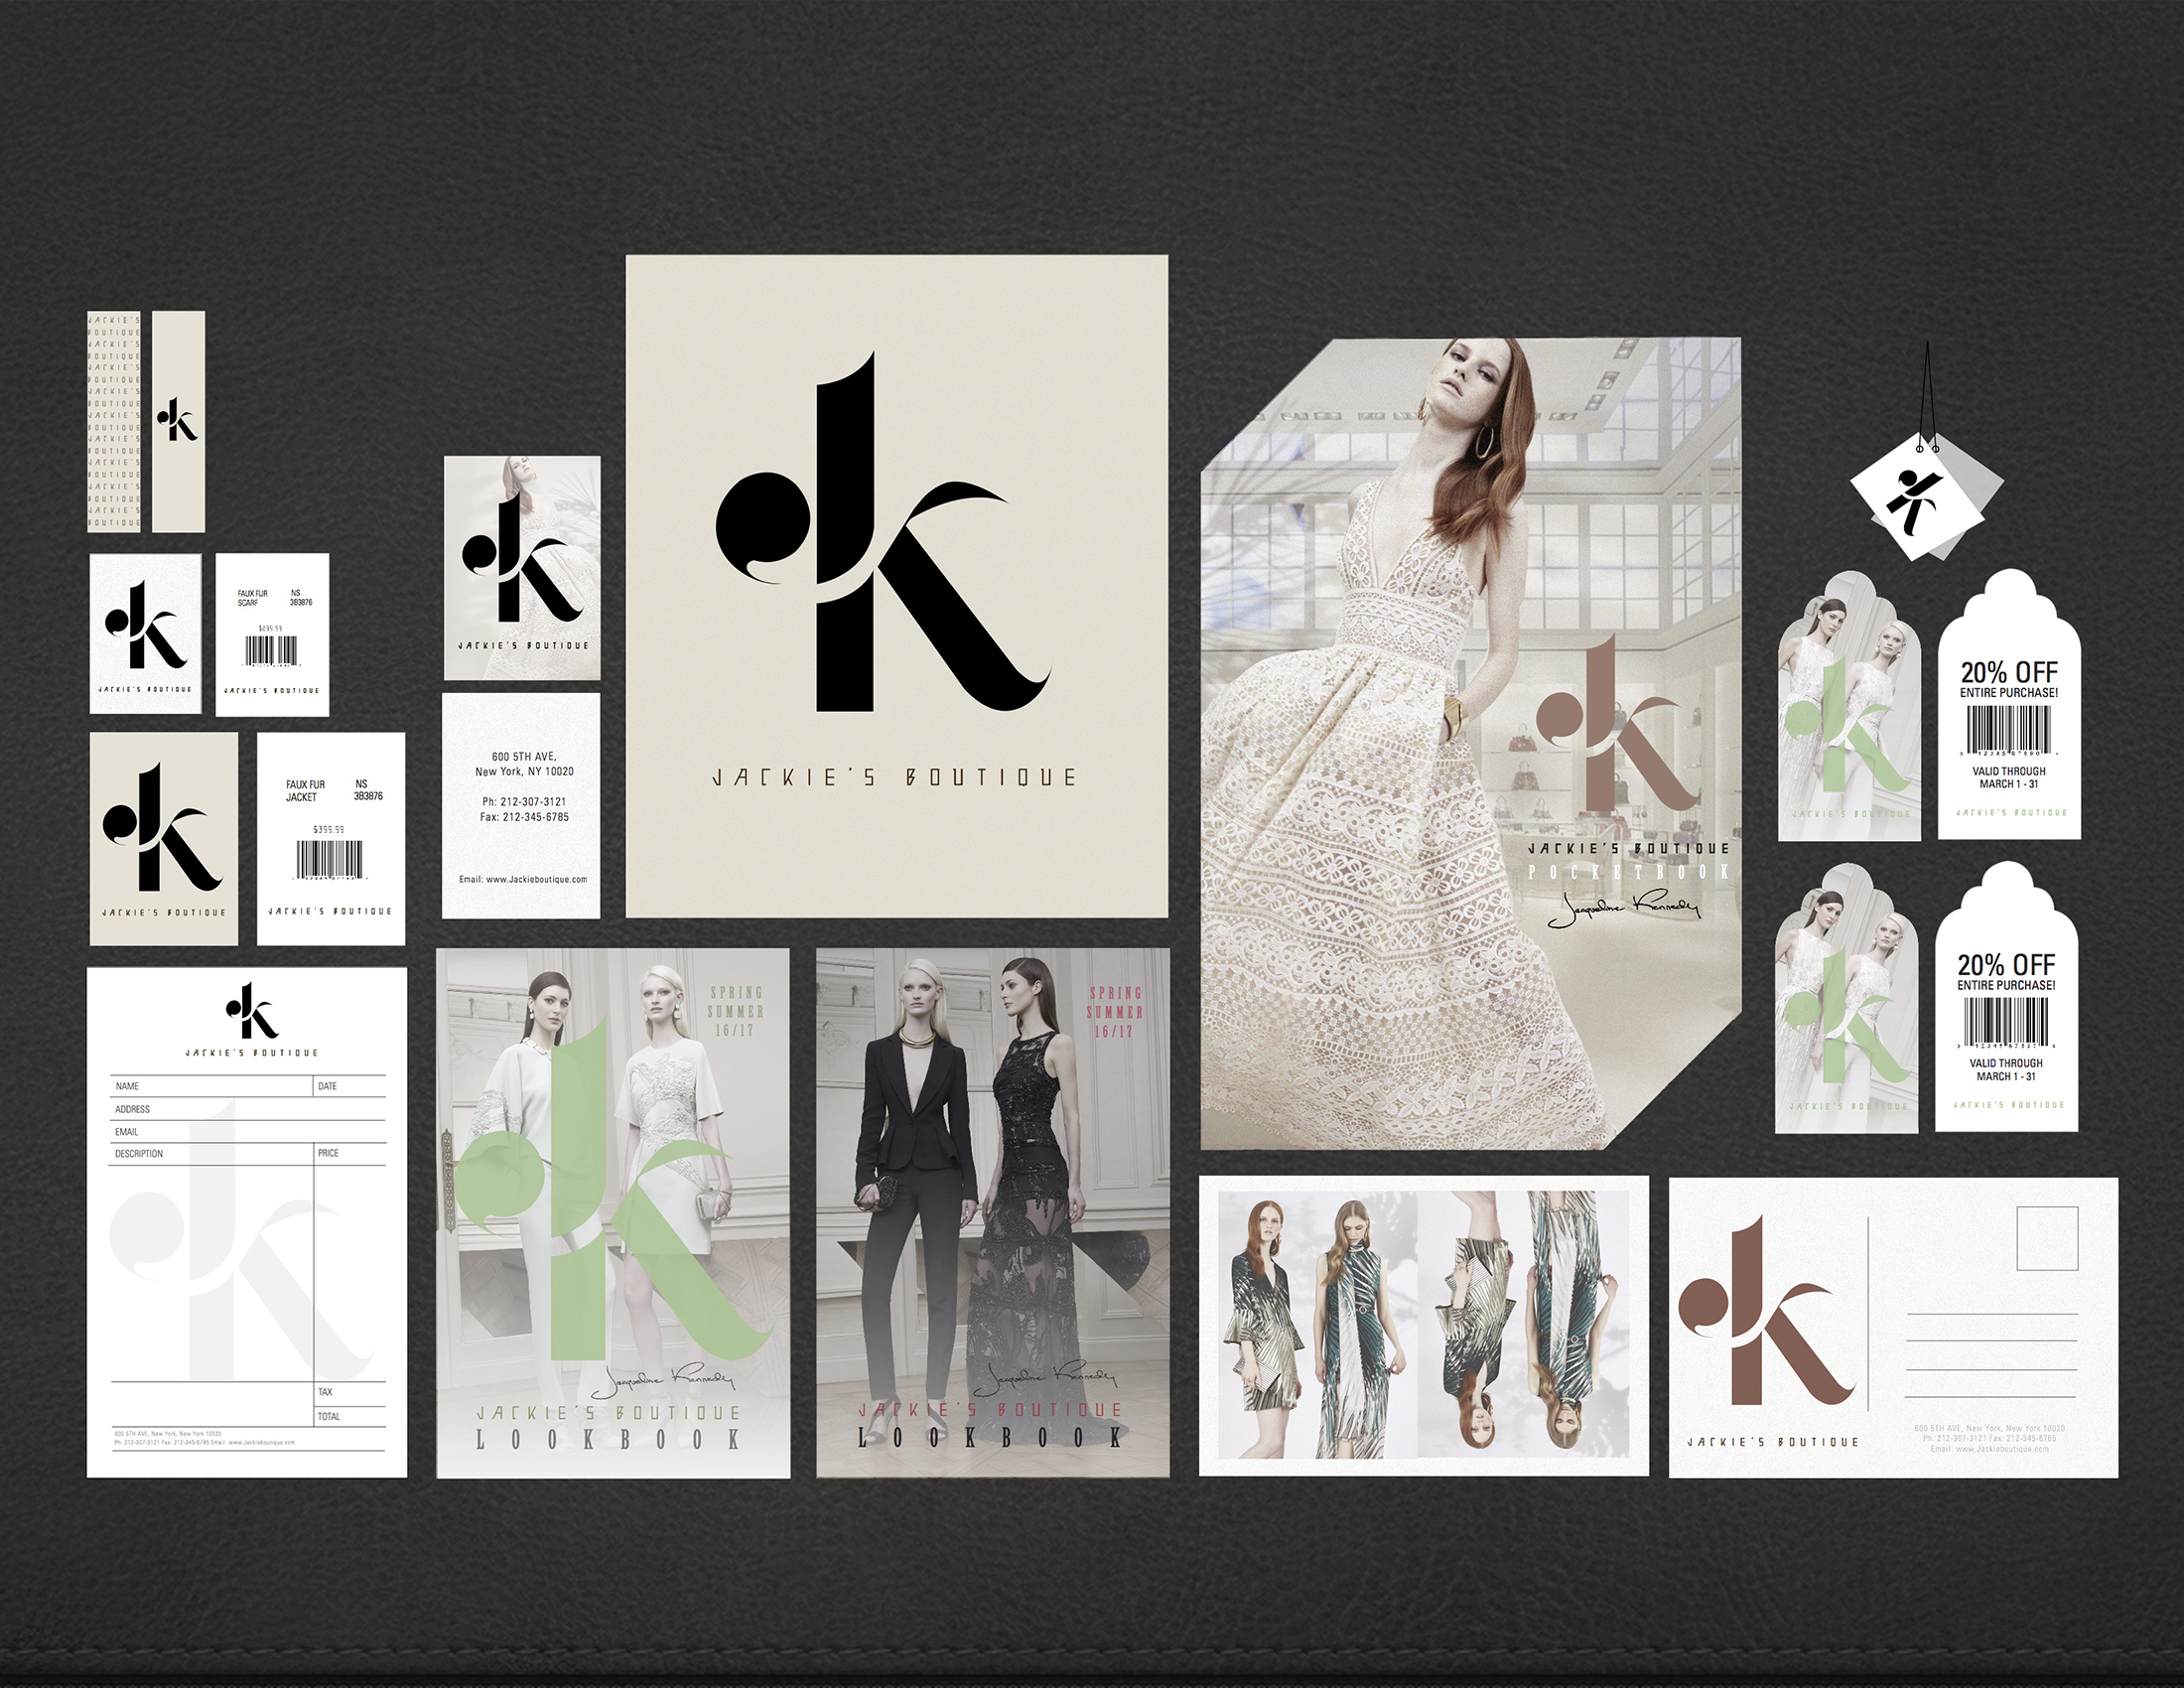 JACKIE'S
BOUTIQUE
JACKIE'S
BOUTIQUE
JACKIE'S
BOUTIQUE
JACKIE'S
BOUTIQUE
JACKIE'S
BOUTIQUE
JACKIE'S
BOUTIQUE
JACKIE'S
BOUTIQUE
JACKIE'S
BOUTIQUE
JACKIE'S
BOUTIQUE
JK
JK
JACKIE'S BOUTIQUE
FAUX FUR NS
SCARF 3B3876
$299.99
JACKIE'S BOUTIQUE
JK
JACKIE'S BOUTIQUE
FAUX FUR NS
JACKET 3B3876
$399.99
JACKIE'S BOUTIQUE
JK
JACKIE'S BOUTIQUE
600 5TH AVE,
New York, NY 10020
Ph: 212-307-3121
Fax: 212-345-6785
Email: www.Jackieboutique.com
JK
JACKIE'S BOUTIQUE
JK
JACKIE'S BOUTIQUE
POCKETBOOK
Jacqueline Kennedy
JK
JK
JACKIE'S BOUTIQUE
20% OFF
ENTIRE PURCHASE!
VALID THROUGH
MARCH 1 - 31
JACKIE'S BOUTIQUE
JK
JACKIE'S BOUTIQUE
20% OFF
ENTIRE PURCHASE!
VALID THROUGH
MARCH 1 - 31
JACKIE'S BOUTIQUE
JK
JACKIE'S BOUTIQUE
NAME DATE
ADDRESS
EMAIL
DESCRIPTION PRICE
JK
TAX
TOTAL
600 5TH AVE, New York, New York 10020
Ph: 212-307-3121 Fax: 212-345-6785 Email: www.Jackieboutique.com
SPRING
SUMMER
16/17
JK
Jacqueline Kennedy
JACKIE'S BOUTIQUE
LOOKBOOK
SPRING
SUMMER
16/17
Jacqueline Kennedy
JACKIE'S BOUTIQUE
LOOKBOOK
JK
JACKIE'S BOUTIQUE
600 5TH AVE, New York, New York 10020
Ph: 212-307-3121 Fax: 212-345-6785
Email: www.Jackieboutique.com